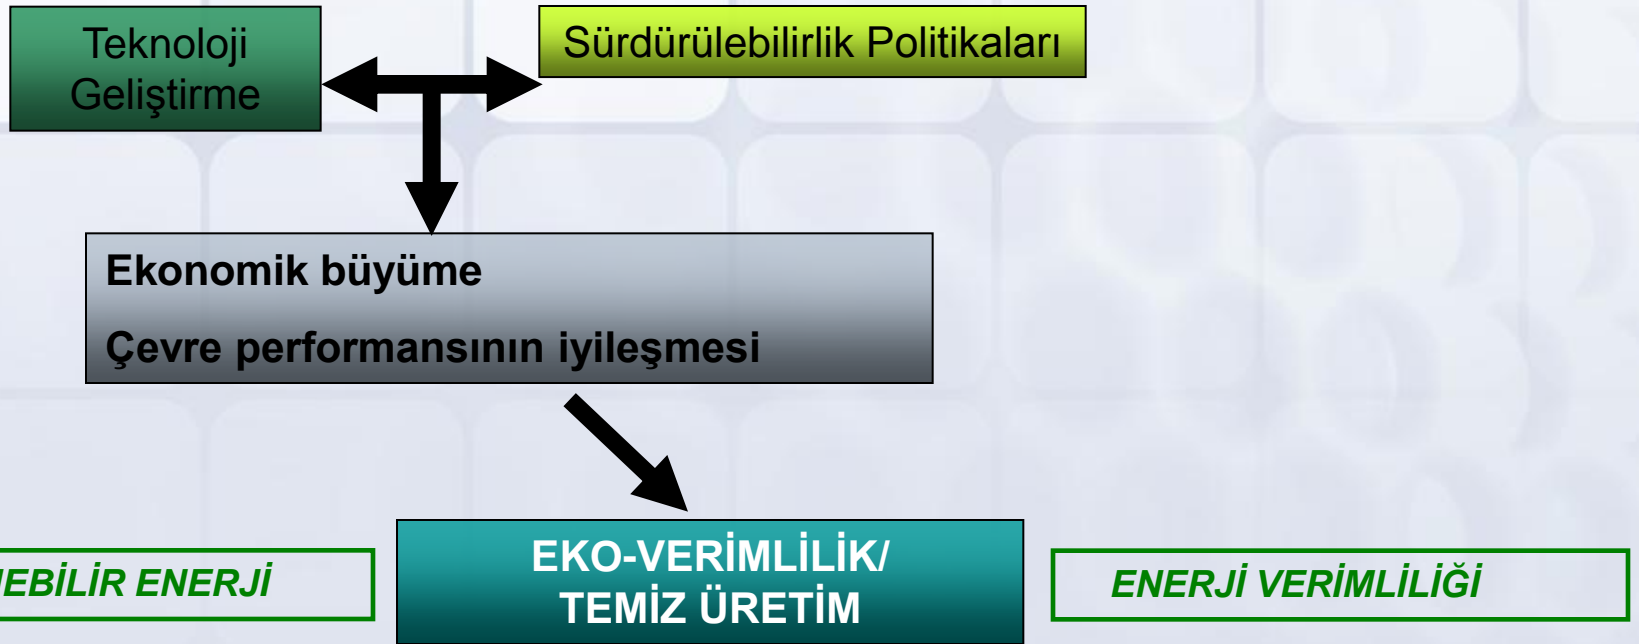 Teknoloji
Geliştirme
Sürdürülebilirlik Politikaları
Ekonomik büyüme
Çevre performansının iyileşmesi
EKO-VERİMLİLİK/
TEMİZ ÜRETİM
ENERJİ
ENERJİ VERİMLİLİĞİ